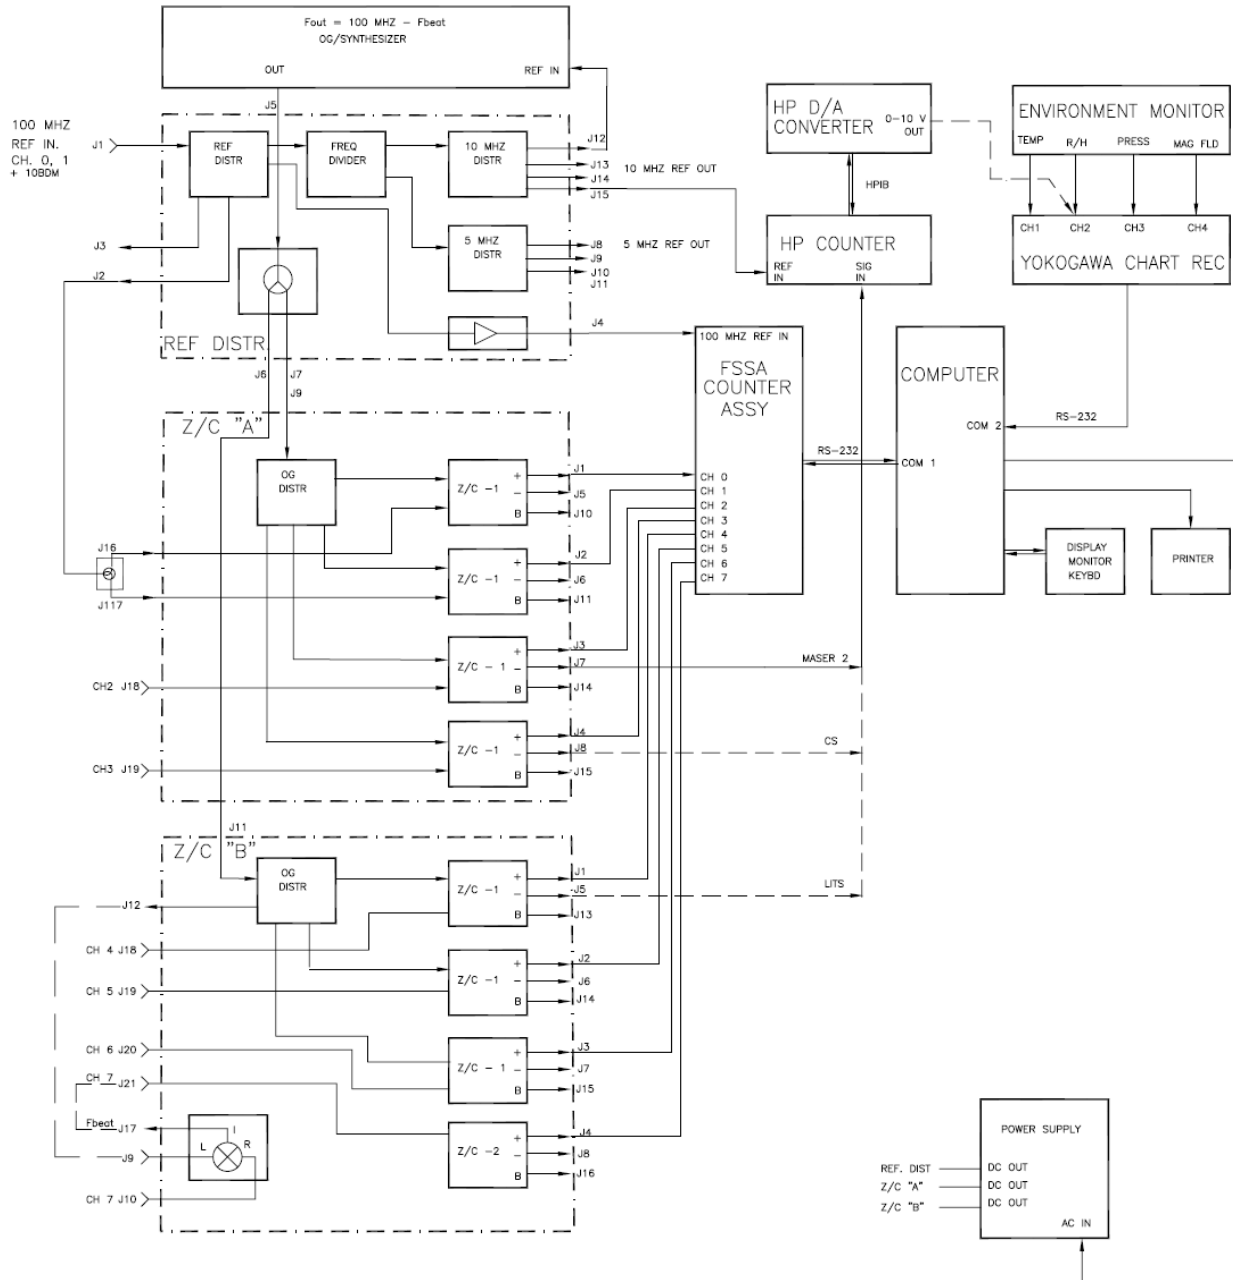 Fout = 100 MHZ - Fbeat
OG/SYNTHESIZER
OUT
REF IN
J5
100 MHZ
REF IN.
CH. 0, 1
+ 10BDM
J1
REF
DISTR
FREQ
DIVIDER
10 MHZ
DISTR
J12
J13
J14
J15
10 MHZ REF OUT
J3
J2
5 MHZ
DISTR
J8
J9
J10
J11
5 MHZ REF OUT
J4
REF DISTR.
J6
J7
J9
HP D/A
CONVERTER
0-10 V
OUT
HPIB
HP COUNTER
REF
IN
SIG
IN
ENVIRONMENT MONITOR
TEMP
R/H
PRESS
MAG FLD
CH1
CH2
CH3
CH4
YOKOGAWA CHART REC
100 MHZ REF IN
FSSA
COUNTER
ASSY
CH 0
CH 1
CH 2
CH 3
CH 4
CH 5
CH 6
CH 7
RS-232
COMPUTER
COM 2
COM 1
RS-232
DISPLAY
MONITOR
KEYBD
PRINTER
Z/C "A"
OG
DISTR
Z/C -1
+
-
B
J1
J5
J10
J16
J117
Z/C -1
+
-
B
J2
J6
J11
Z/C - 1
+
-
B
J3
J7
J14
MASER 2
CH2 J18
Z/C -1
+
-
B
J4
J8
J15
CS
CH3 J19
J11
Z/C "B"
OG
DISTR
Z/C -1
+
-
B
J1
J5
J13
LITS
J12
CH 4 J18
Z/C -1
+
-
B
J2
J6
J14
CH 5 J19
Z/C - 1
+
-
B
J3
J7
J15
CH 6 J20
CH 7 J21
Fbeat J17
J9
CH 7 J10
L
I
R
Z/C -2
+
-
B
J4
J8
J16
POWER SUPPLY
REF. DIST
DC OUT
Z/C "A"
DC OUT
Z/C "B"
DC OUT
AC IN